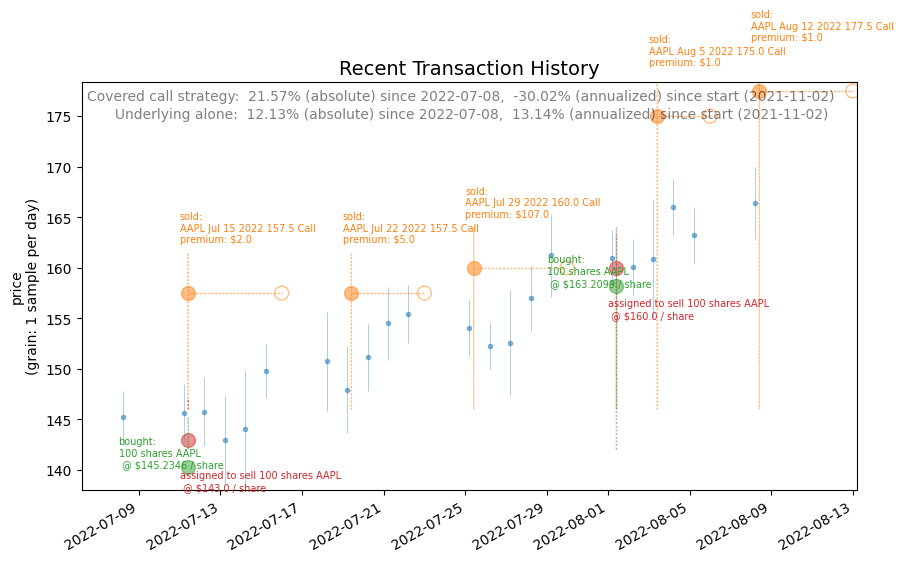 sold:
AAPL Aug 12 2022 177.5 Call
premium: $1.0
sold:
AAPL Aug 5 2022 175.0 Call
premium: $1.0
Recent Transaction History
Covered call strategy:  21.57% (absolute) since 2022-07-08,  -30.02% (annualized) since start (2021-11-02)
Underlying alone:  12.13% (absolute) since 2022-07-08,  13.14% (annualized) since start (2021-11-02)
175
170
165
160
155
150
145
140
price
(grain: 1 sample per day)
sold:
AAPL Jul 15 2022 157.5 Call
premium: $2.0
sold:
AAPL Jul 22 2022 157.5 Call
premium: $5.0
sold:
AAPL Jul 29 2022 160.0 Call
premium: $107.0
bought:
100 shares AAPL
@ $163.2099 / share
assigned to sell 100 shares AAPL
@ $160.0 / share
bought:
100 shares AAPL
@ $145.2346 / share
assigned to sell 100 shares AAPL
@ $143.0 / share
2022-07-09
2022-07-13
2022-07-17
2022-07-21
2022-07-25
2022-07-29
2022-08-01
2022-08-05
2022-08-09
2022-08-13